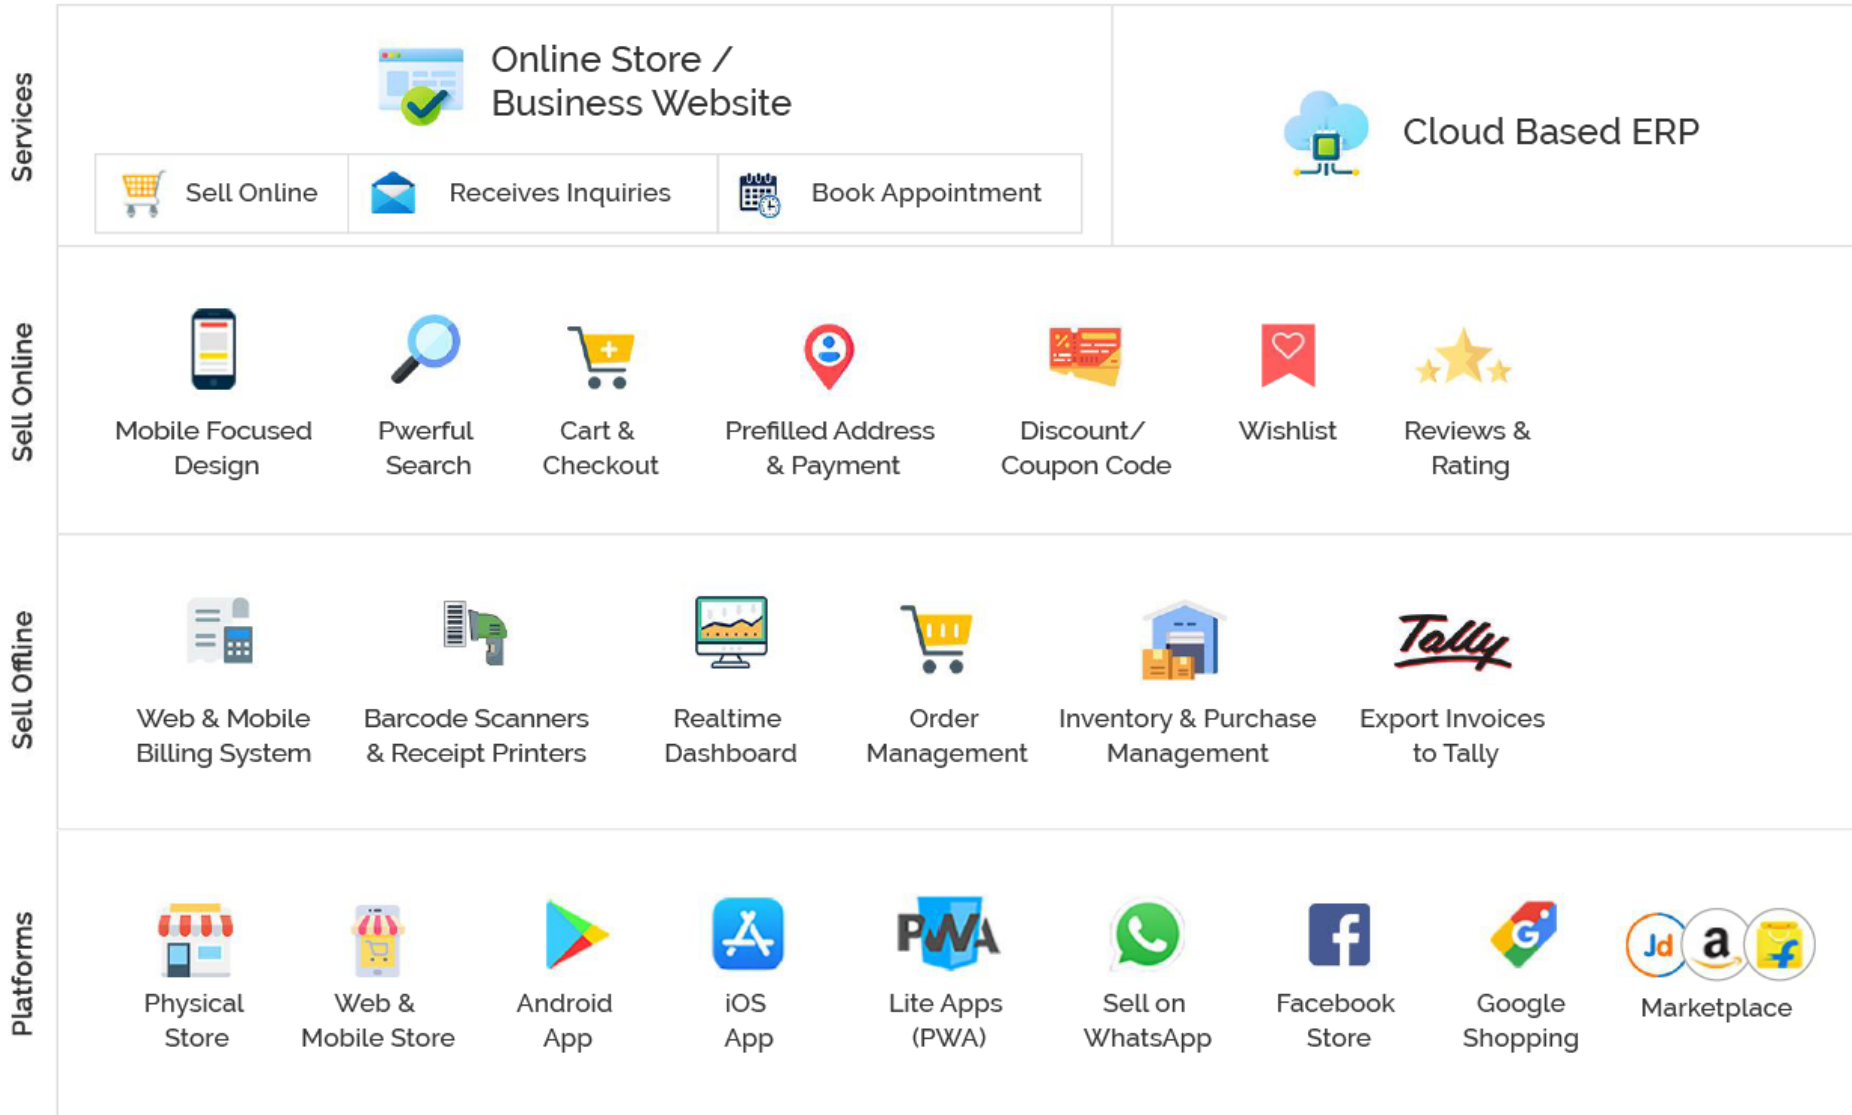 Services
Online Store /
Business Website
Sell Online
Receives Inquiries
Book Appointment
Cloud Based ERP
Sell Online
Mobile Focused
Design
Pwerful
Search
Cart &
Checkout
Prefilled Address
& Payment
Discount/
Coupon Code
Wishlist
Reviews &
Rating
Sell Offline
Web & Mobile
Billing System
Barcode Scanners
& Receipt Printers
Realtime
Dashboard
Order
Management
Inventory & Purchase
Management
Tally
Export Invoices
to Tally
Platforms
Physical
Store
Web &
Mobile Store
Android
App
iOS
App
PWA
Lite Apps
(PWA)
Sell on
WhatsApp
f
Facebook
Store
G
Google
Shopping
Jd
a
f
Marketplace